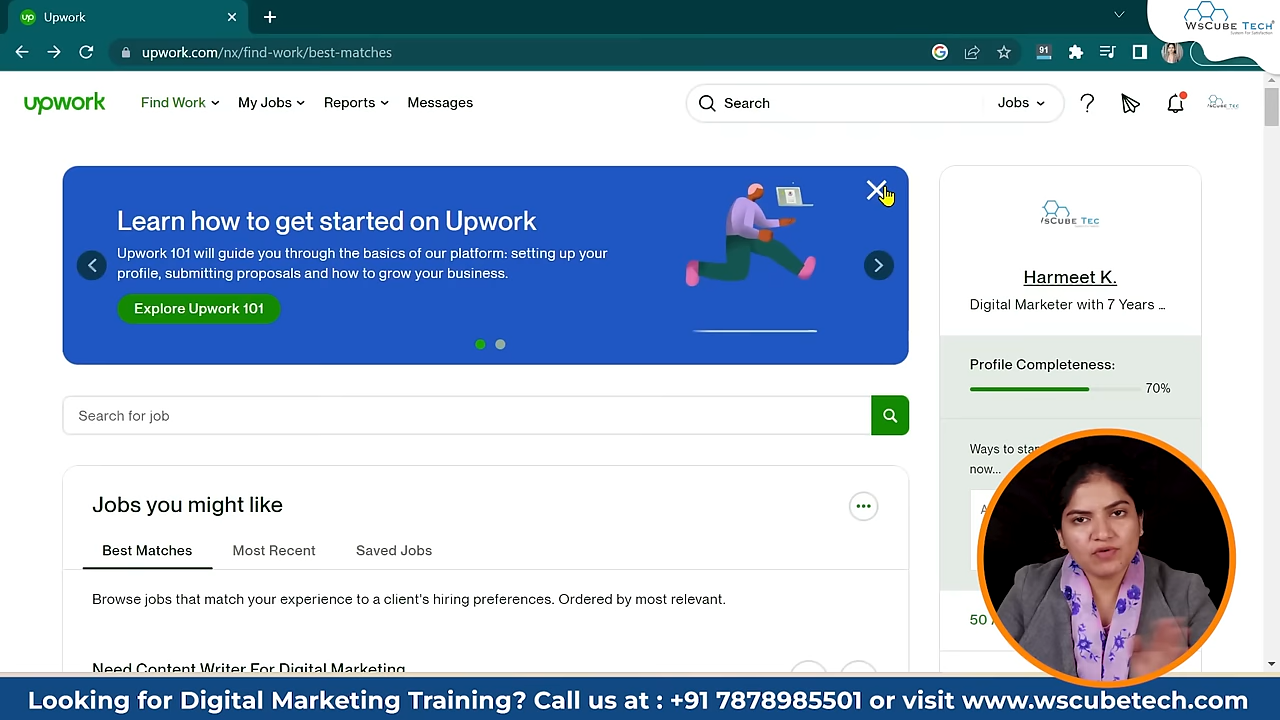 Upwork
WsCube Tech
upwork.com/nx/find-work/best-matches
91
upwork
Find Work
My Jobs
Reports
Messages
Search
Jobs
Learn how to get started on Upwork
Upwork 101 will guide you through the basics of our platform: setting up your
profile, submitting proposals and how to grow your business.
Explore Upwork 101
Harmeet K.
Digital Marketer with 7 Years ...
Profile Completeness:
70%
Search for job
Ways to
now...
Jobs you might like
Best Matches
Most Recent
Saved Jobs
Browse jobs that match your experience to a client's hiring preferences. Ordered by most relevant.
50
Need Content Writer For Digital Marketing
Looking for Digital Marketing Training? Call us at : +91 7878985501 or visit www.wscubetech.com